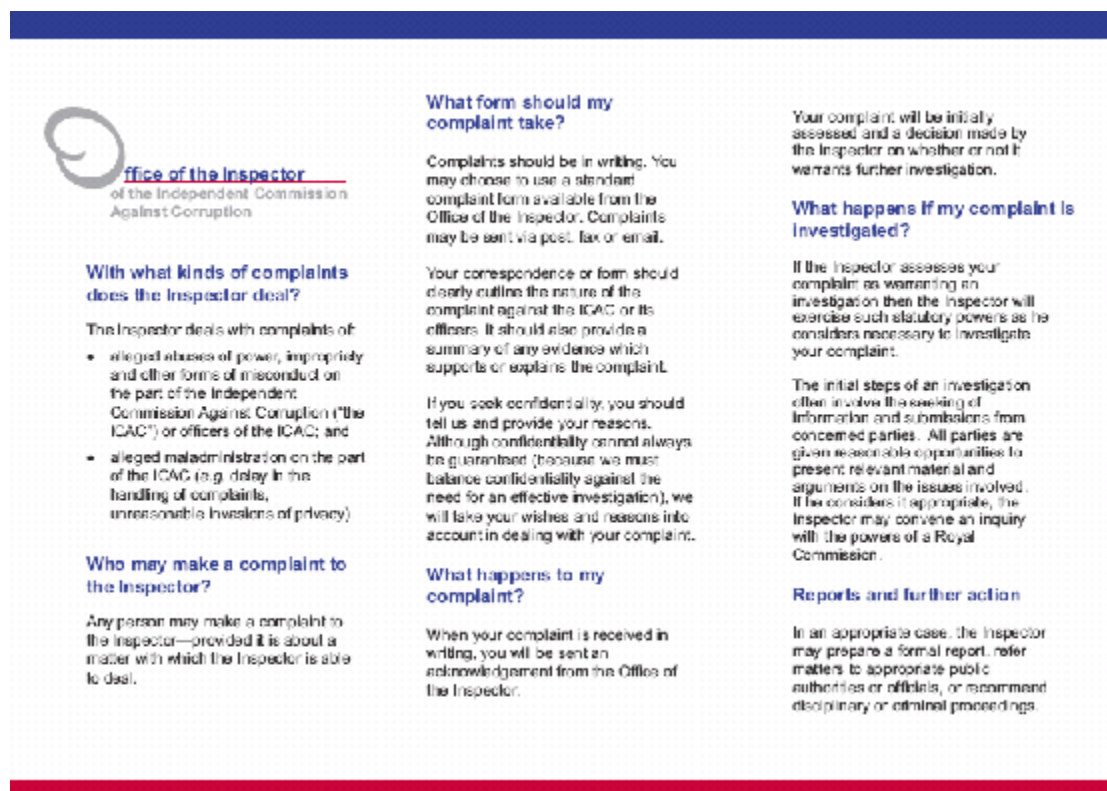 Office of the Inspector
of the Independent Commission
Against Corruption
With what kinds of complaints
does the Inspector deal?
The Inspector deals with complaints of:
• alleged abuses of power, impropriety
and other forms of misconduct on
the part of the Independent
Commission Against Corruption ("the
ICAC") or officers of the ICAC; and
• alleged maladministration on the part
of the ICAC (e.g. delay in the
handling of complaints,
unreasonable invasions of privacy)
Who may make a complaint to
the Inspector?
Any person may make a complaint to
the Inspector—provided it is about a
matter with which the Inspector is able
to deal.
What form should my
complaint take?
Complaints should be in writing. You
may choose to use a standard
complaint form available from the
Office of the Inspector. Complaints
may be sent via post, fax or email.
Your correspondence or form should
clearly outline the nature of the
complaint against the ICAC or its
officers. It should also provide a
summary of any evidence which
supports or explains the complaint.
If you seek confidentiality, you should
tell us and provide your reasons.
Although confidentiality cannot always
be guaranteed (because we must
balance confidentiality against the
need for an effective investigation), we
will take your wishes and reasons into
account in dealing with your complaint.
What happens to my
complaint?
When your complaint is received in
writing, you will be sent an
acknowledgement from the Office of
the Inspector.
Your complaint will be initially
assessed and a decision made by
the Inspector on whether or not it
warrants further investigation.
What happens if my complaint is
investigated?
If the Inspector assesses your
complaint as warranting an
investigation then the Inspector will
exercise such statutory powers as he
considers necessary to investigate
your complaint.
The initial steps of an investigation
often involve the seeking of
information and submissions from
concerned parties. All parties are
given reasonable opportunities to
present relevant material and
arguments on the issues involved.
If he considers it appropriate, the
Inspector may convene an inquiry
with the powers of a Royal
Commission.
Reports and further action
In an appropriate case, the Inspector
may prepare a formal report, refer
matters to appropriate public
authorities or officials, or recommend
disciplinary or criminal proceedings.